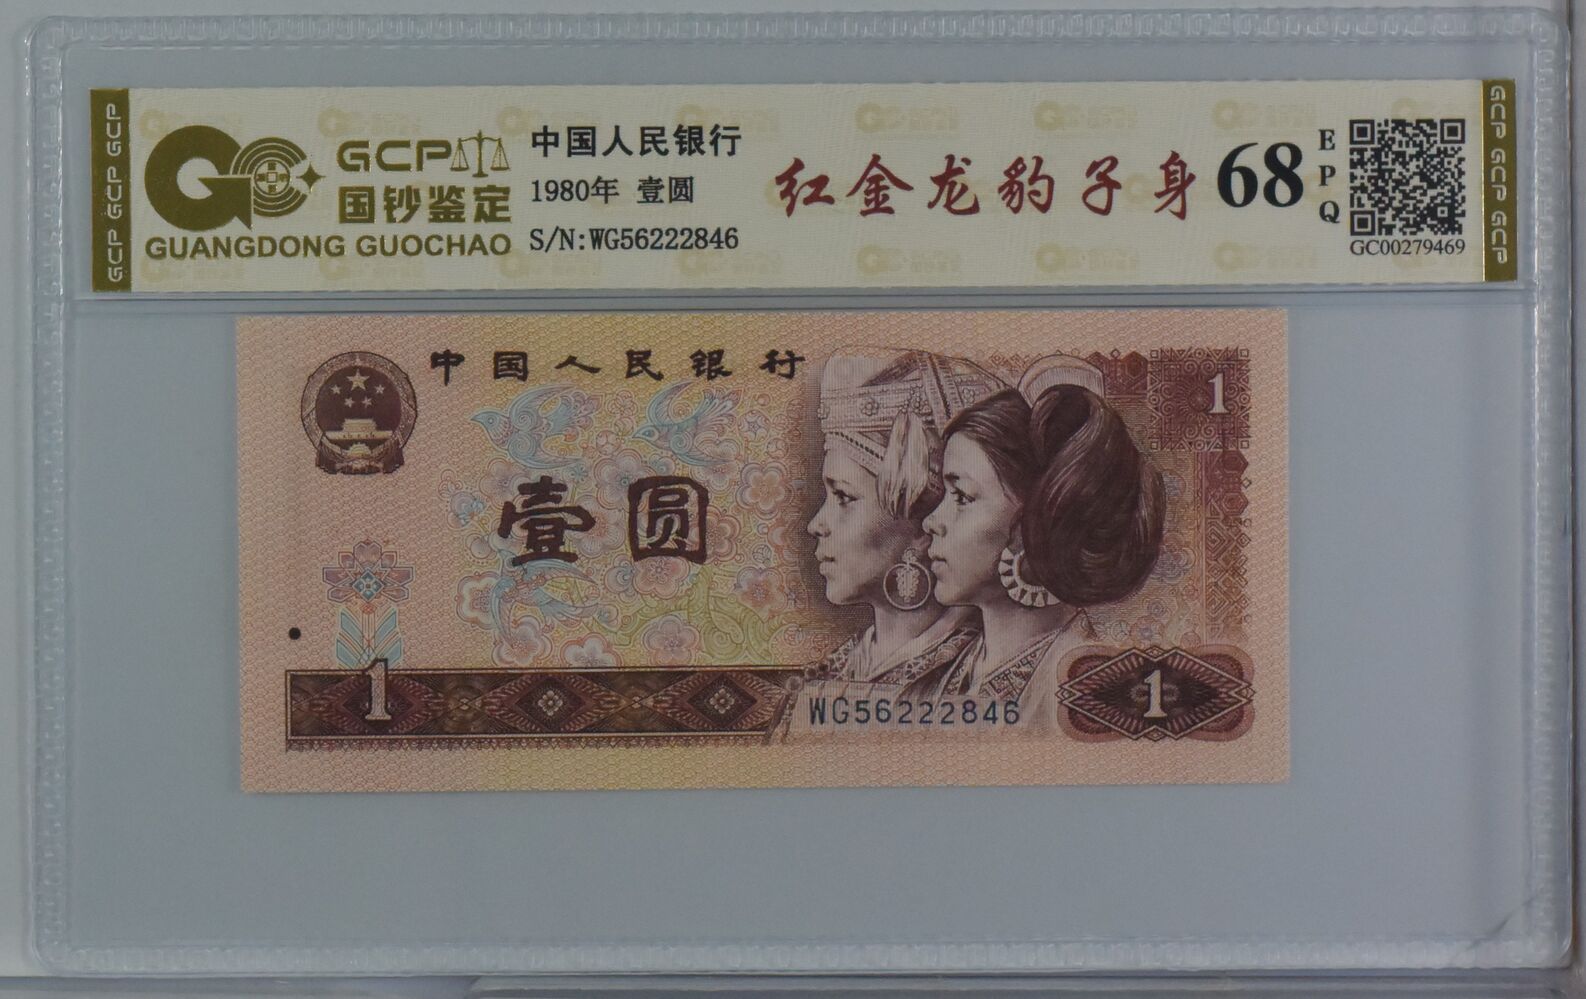 GCP GCP GCP
GCP
国钞鉴定
GUANGDONG GUOCHAO
中国人民银行
1980年 壹圆
S/N:WG56222846
红金龙豹子身
68
EPQ
GC00279469
GCP GCP GCP
中国人民银行
1
壹圆
1
WG56222846
1